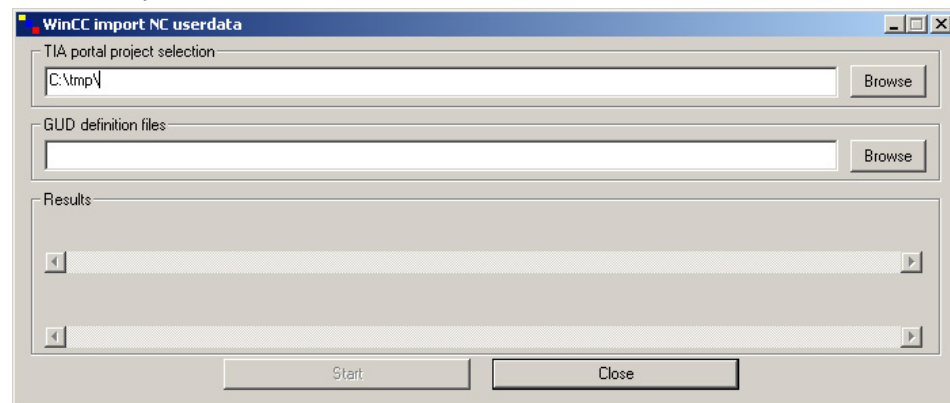 WinCC import NC userdata
TIA portal project selection
C:\tmp\
Browse
GUD definition files
Browse
Results
Start
Close